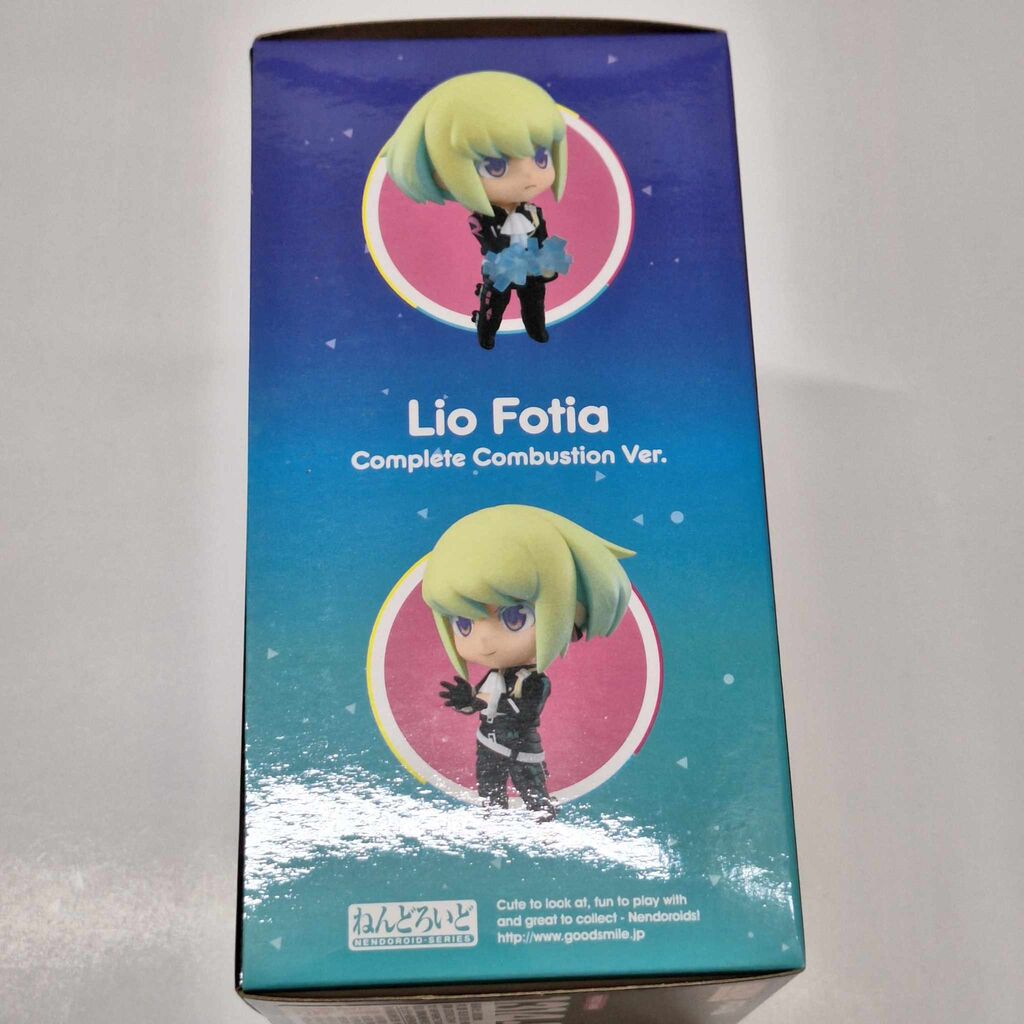 Lio Fotia
Complete Combustion Ver.
ねんどろいど
NENDOROID-SERIES
Cute to look at, fun to play with
and great to collect - Nendoroids!
http://www.goodsmile.jp